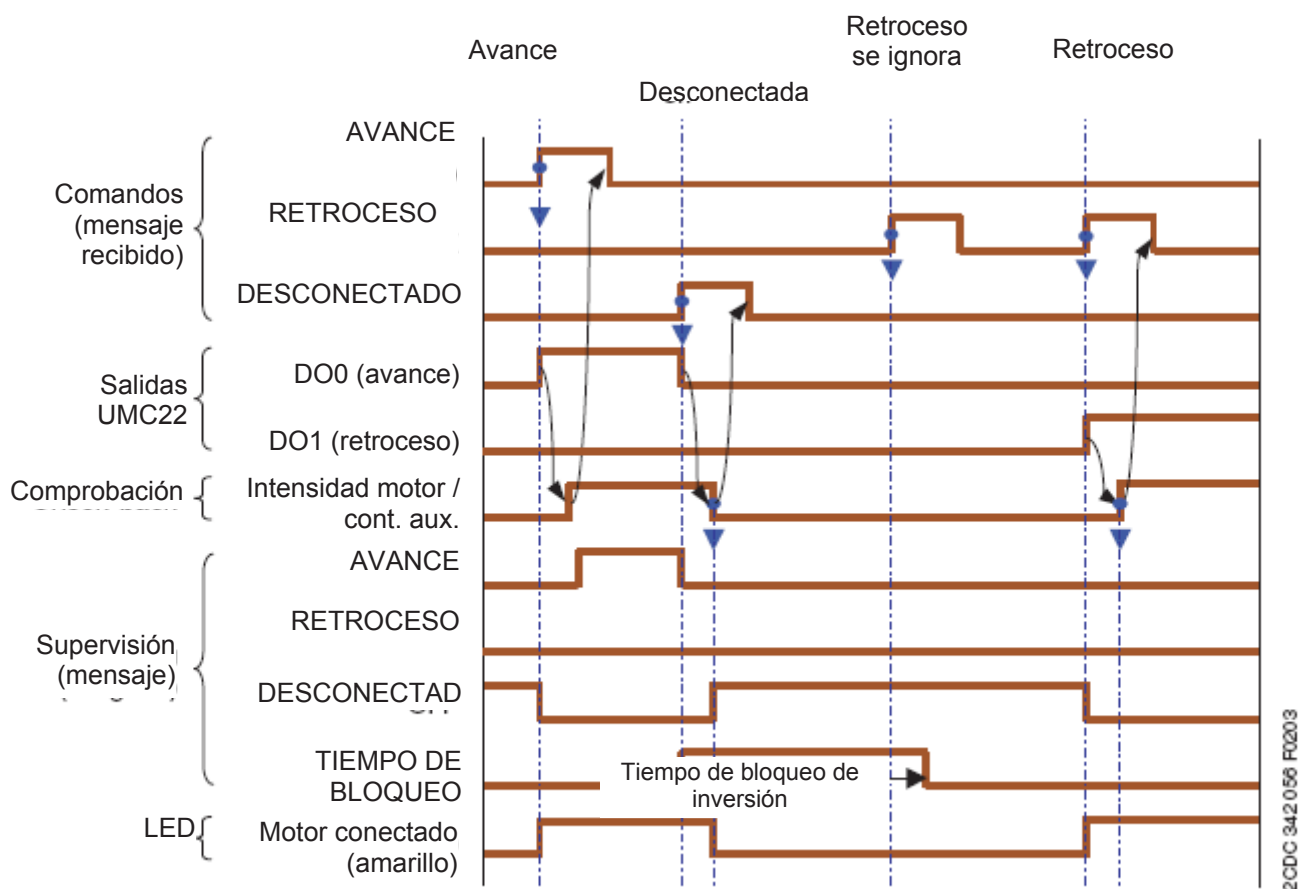 Avance
Retroceso
se ignora
Retroceso
Desconectada
AVANCE
Comandos
(mensaje
recibido)
RETROCESO
DESCONECTADO
Salidas
UMC22
DO0 (avance)
DO1 (retroceso)
Comprobación
Intensidad motor /
cont. aux.
Supervisión
(mensaje)
AVANCE
RETROCESO
DESCONECTAD
TIEMPO DE
BLOQUEO
Tiempo de bloqueo de
inversión
LED
Motor conectado
(amarillo)
2CDC 342 056 F0203